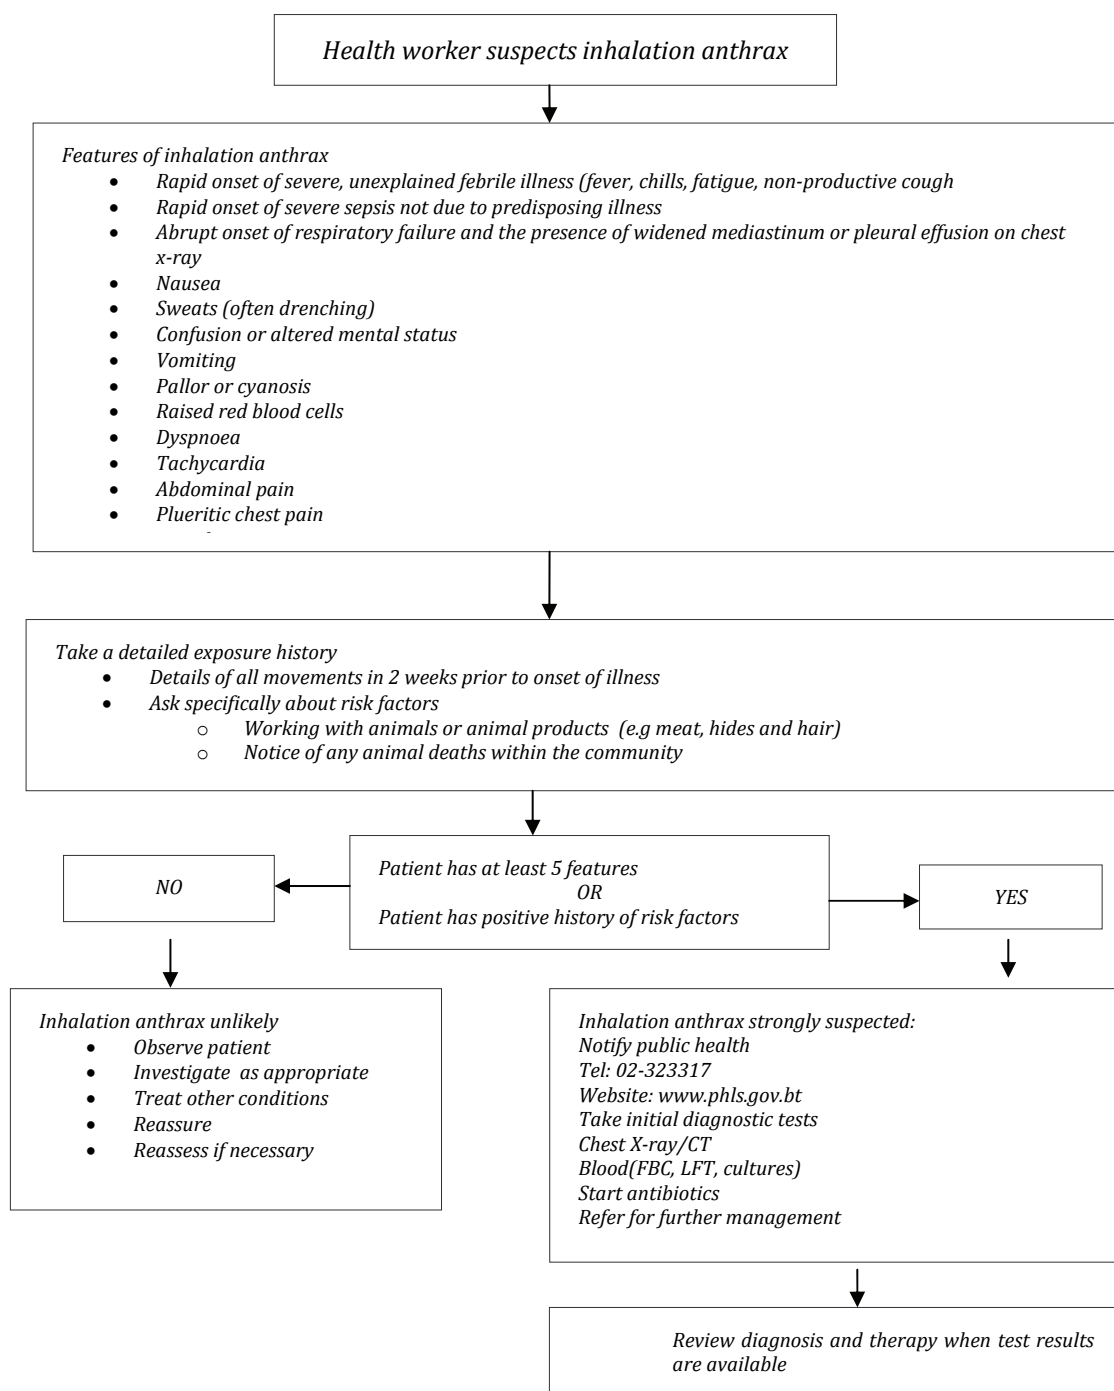 Health worker suspects inhalation anthrax
Features of inhalation anthrax
• Rapid onset of severe, unexplained febrile illness (fever, chills, fatigue, non-productive cough
• Rapid onset of severe sepsis not due to predisposing illness
• Abrupt onset of respiratory failure and the presence of widened mediastinum or pleural effusion on chest
x-ray
• Nausea
• Sweats (often drenching)
• Confusion or altered mental status
• Vomiting
• Pallor or cyanosis
• Raised red blood cells
• Dyspnoea
• Tachycardia
• Abdominal pain
• Plueritic chest pain
Take a detailed exposure history
• Details of all movements in 2 weeks prior to onset of illness
• Ask specifically about risk factors
o Working with animals or animal products (e.g meat, hides and hair)
o Notice of any animal deaths within the community
Patient has at least 5 features
OR
Patient has positive history of risk factors
NO
YES
Inhalation anthrax unlikely
• Observe patient
• Investigate as appropriate
• Treat other conditions
• Reassure
• Reassess if necessary
Inhalation anthrax strongly suspected:
Notify public health
Tel: 02-323317
Website: www.phls.gov.bt
Take initial diagnostic tests
Chest X-ray/CT
Blood(FBC, LFT, cultures)
Start antibiotics
Refer for further management
Review diagnosis and therapy when test results
are available